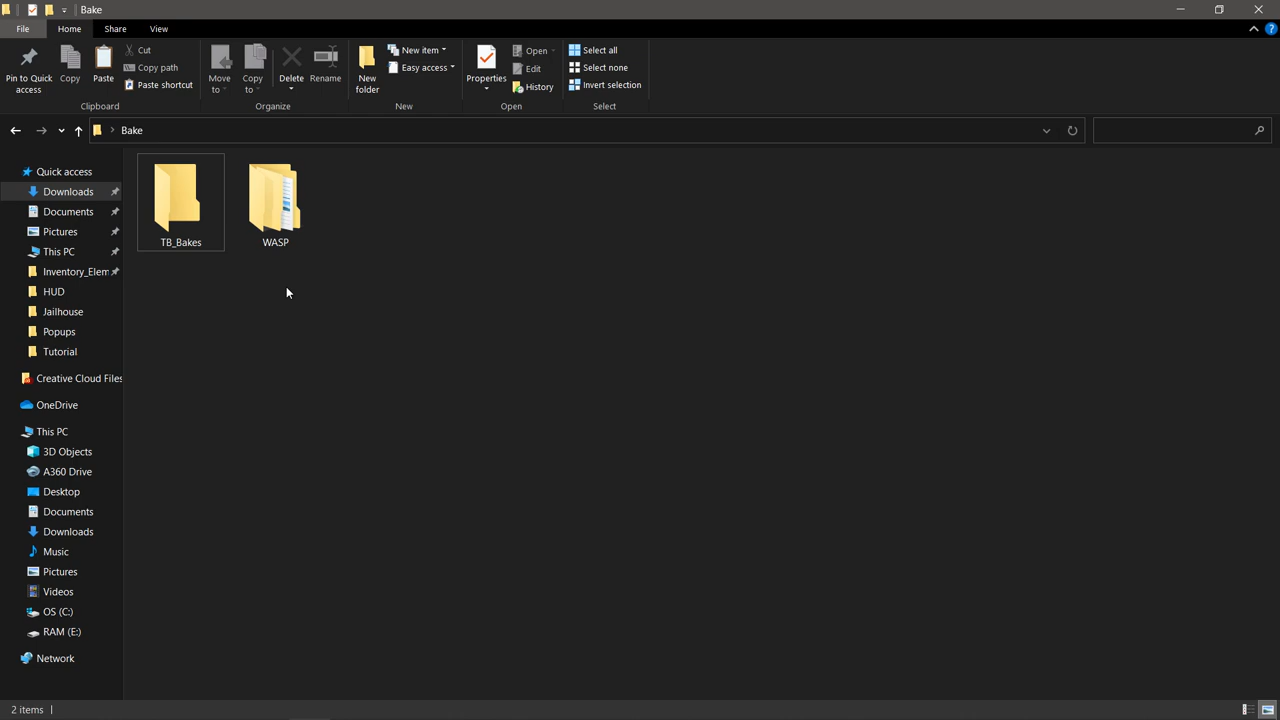 Bake
File
Home
Share
View
Pin to Quick
access
Copy
Paste
Cut
Copy path
Paste shortcut
Clipboard
Move
to
Copy
to
Delete
Rename
Organize
New
folder
New item
Easy access
New
Properties
Open
Edit
History
Open
Select all
Select none
Invert selection
Select
Bake
Quick access
Downloads
Documents
Pictures
This PC
Inventory_Elem
HUD
Jailhouse
Popups
Tutorial
Creative Cloud Files
OneDrive
This PC
3D Objects
A360 Drive
Desktop
Documents
Downloads
Music
Pictures
Videos
OS (C:)
RAM (E:)
Network
TB_Bakes
WASP
2 items